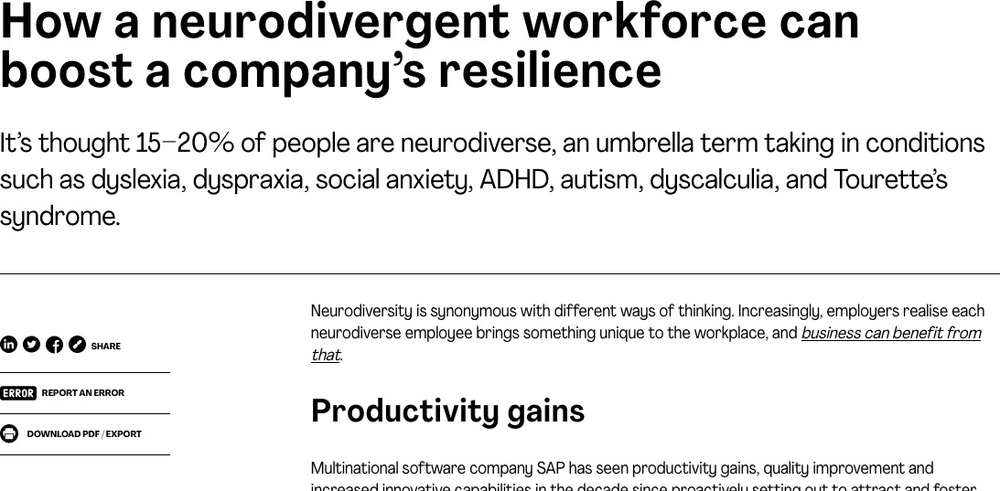 How a neurodivergent workforce can
boost a company’s resilience
It’s thought 15–20% of people are neurodiverse, an umbrella term taking in conditions
such as dyslexia, dyspraxia, social anxiety, ADHD, autism, dyscalculia, and Tourette’s
syndrome.
Neurodiversity is synonymous with different ways of thinking. Increasingly, employers realise each
neurodiverse employee brings something unique to the workplace, and business can benefit from
that.
SHARE
ERROR REPORT AN ERROR
DOWNLOAD PDF / EXPORT
Productivity gains
Multinational software company SAP has seen productivity gains, quality improvement and
increased innovative capabilities in the decade since proactively setting out to attract and foster